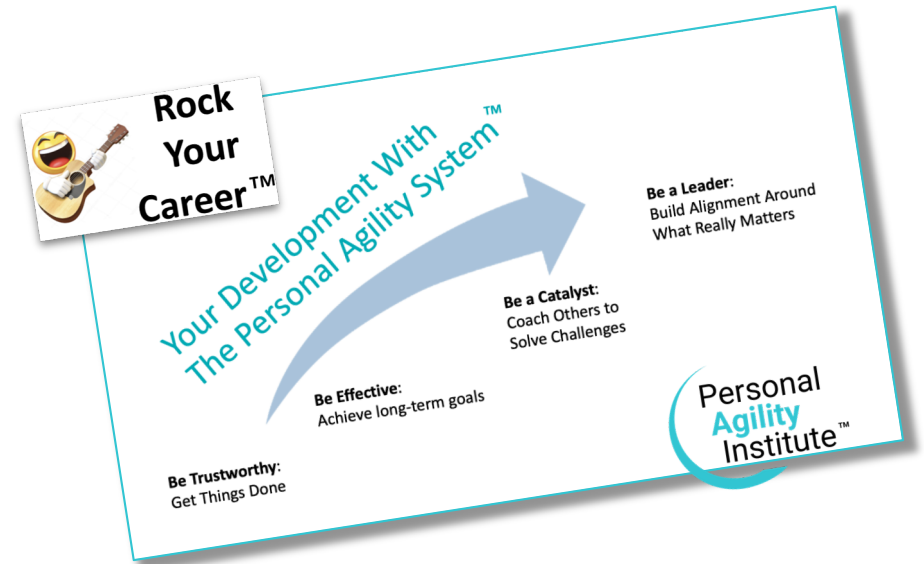 Rock
Your
Career™
Your Development With
The Personal Agility System™
Be a Leader:
Build Alignment Around
What Really Matters
Be a Catalyst:
Coach Others to
Solve Challenges
Be Effective:
Achieve long-term goals
Be Trustworthy:
Get Things Done
Personal
Agility
Institute™